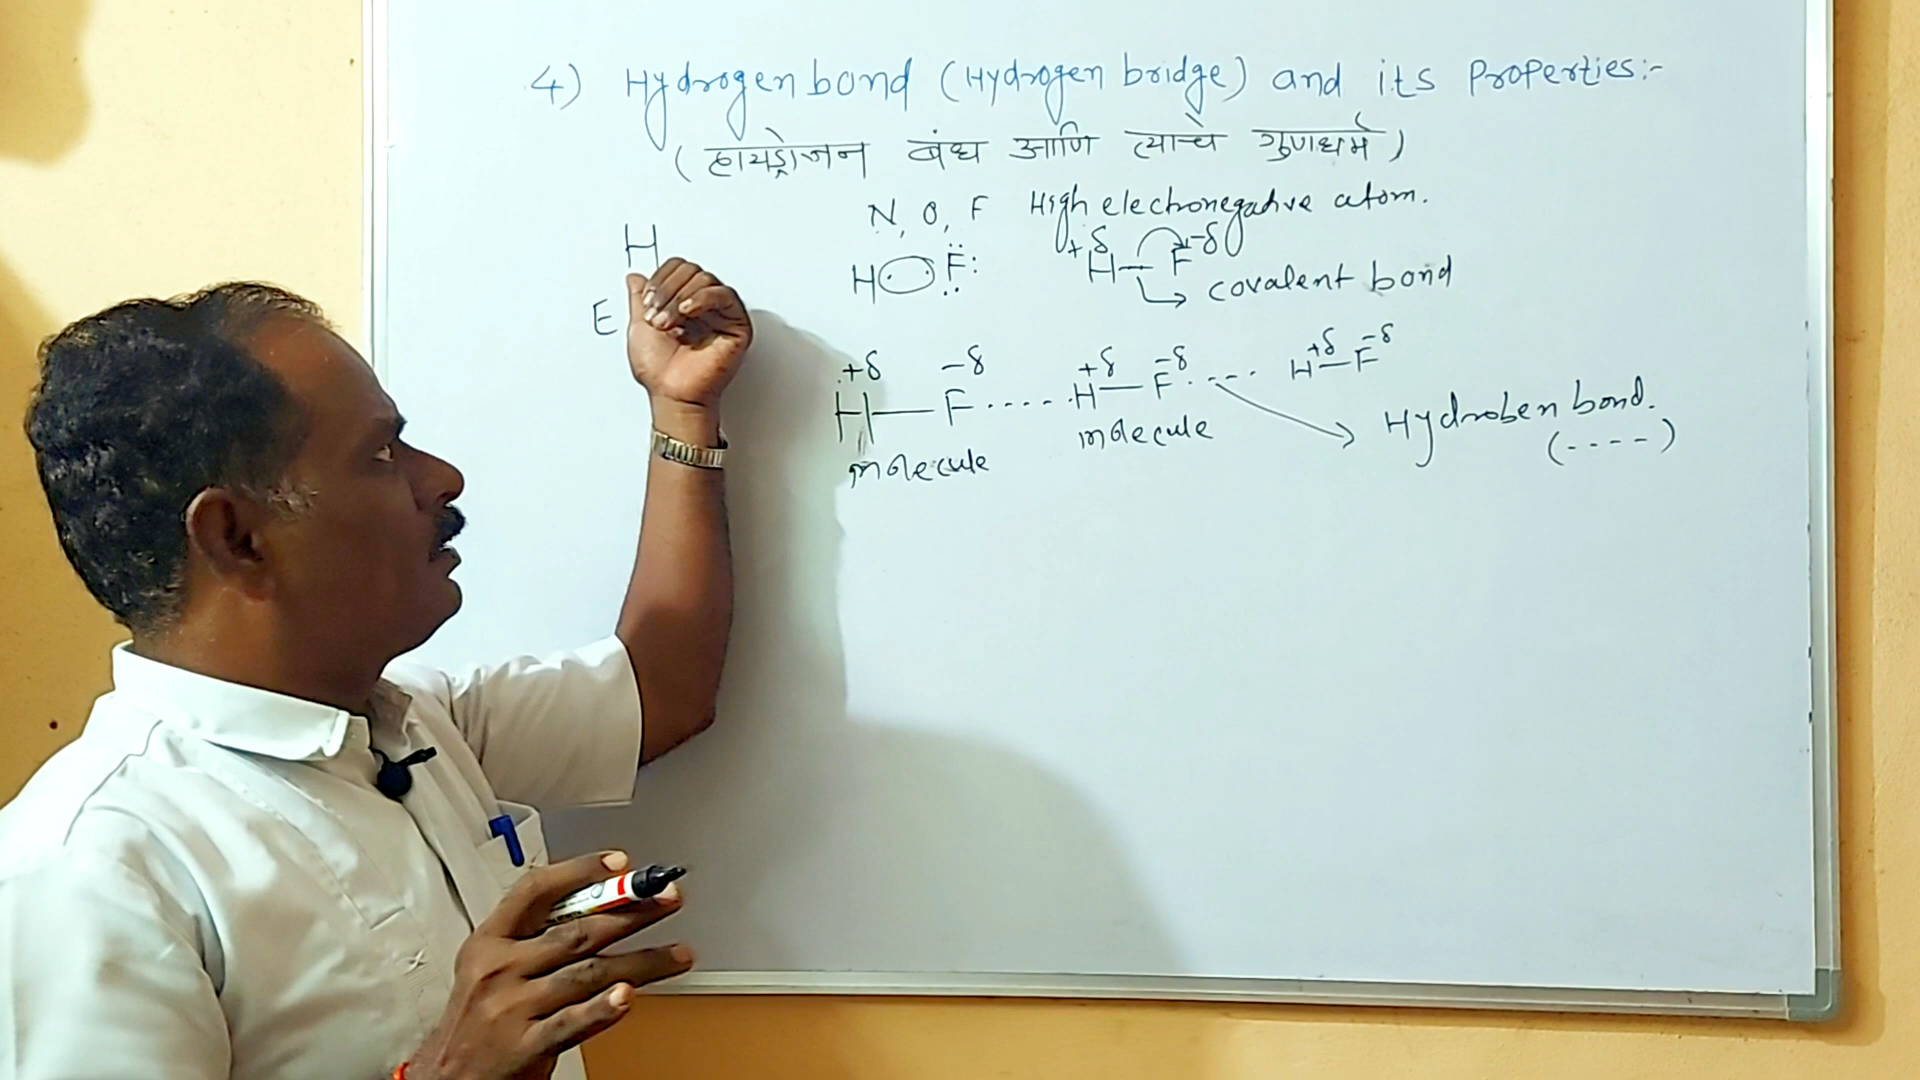 4) Hydrogen bond (Hydrogen bridge) and its Properties:-
(हायड्रोजन बंध आणि त्याचे गुणधर्म)
N, O, F High electronegative atom.
H
H F
+δ -δ
H—F
covalent bond
E
+δ -δ +δ -δ +δ -δ
H—F.....H—F..... H—F
molecule molecule
Hydroben bond.
(----)